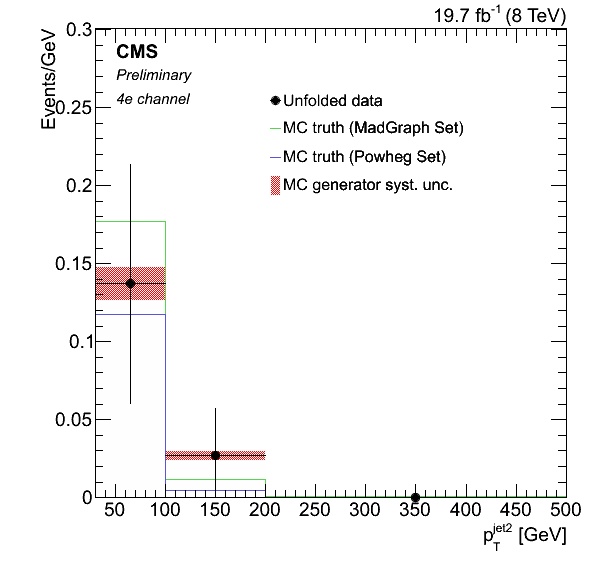 19.7 fb⁻¹ (8 TeV)
Events/GeV
0.3
0.25
0.2
0.15
0.1
0.05
0
CMS
Preliminary
4e channel
Unfolded data
MC truth (MadGraph Set)
MC truth (Powheg Set)
MC generator syst. unc.
50 100 150 200 250 300 350 400 450 500
p_T^jet2 [GeV]